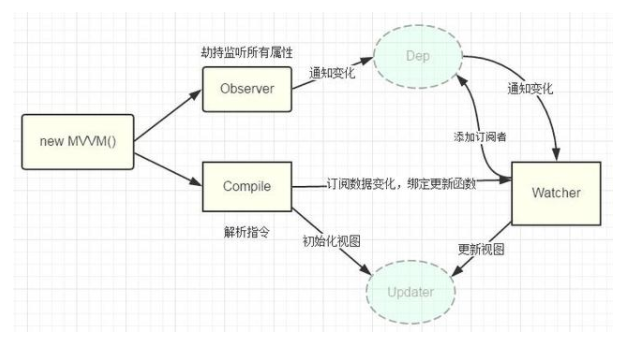 劫持监听所有属性
Dep
Observer
通知变化
通知变化
new MVVM()
添加订阅者
Compile
订阅数据变化，绑定更新函数
Watcher
解析指令
初始化视图
更新视图
Updater